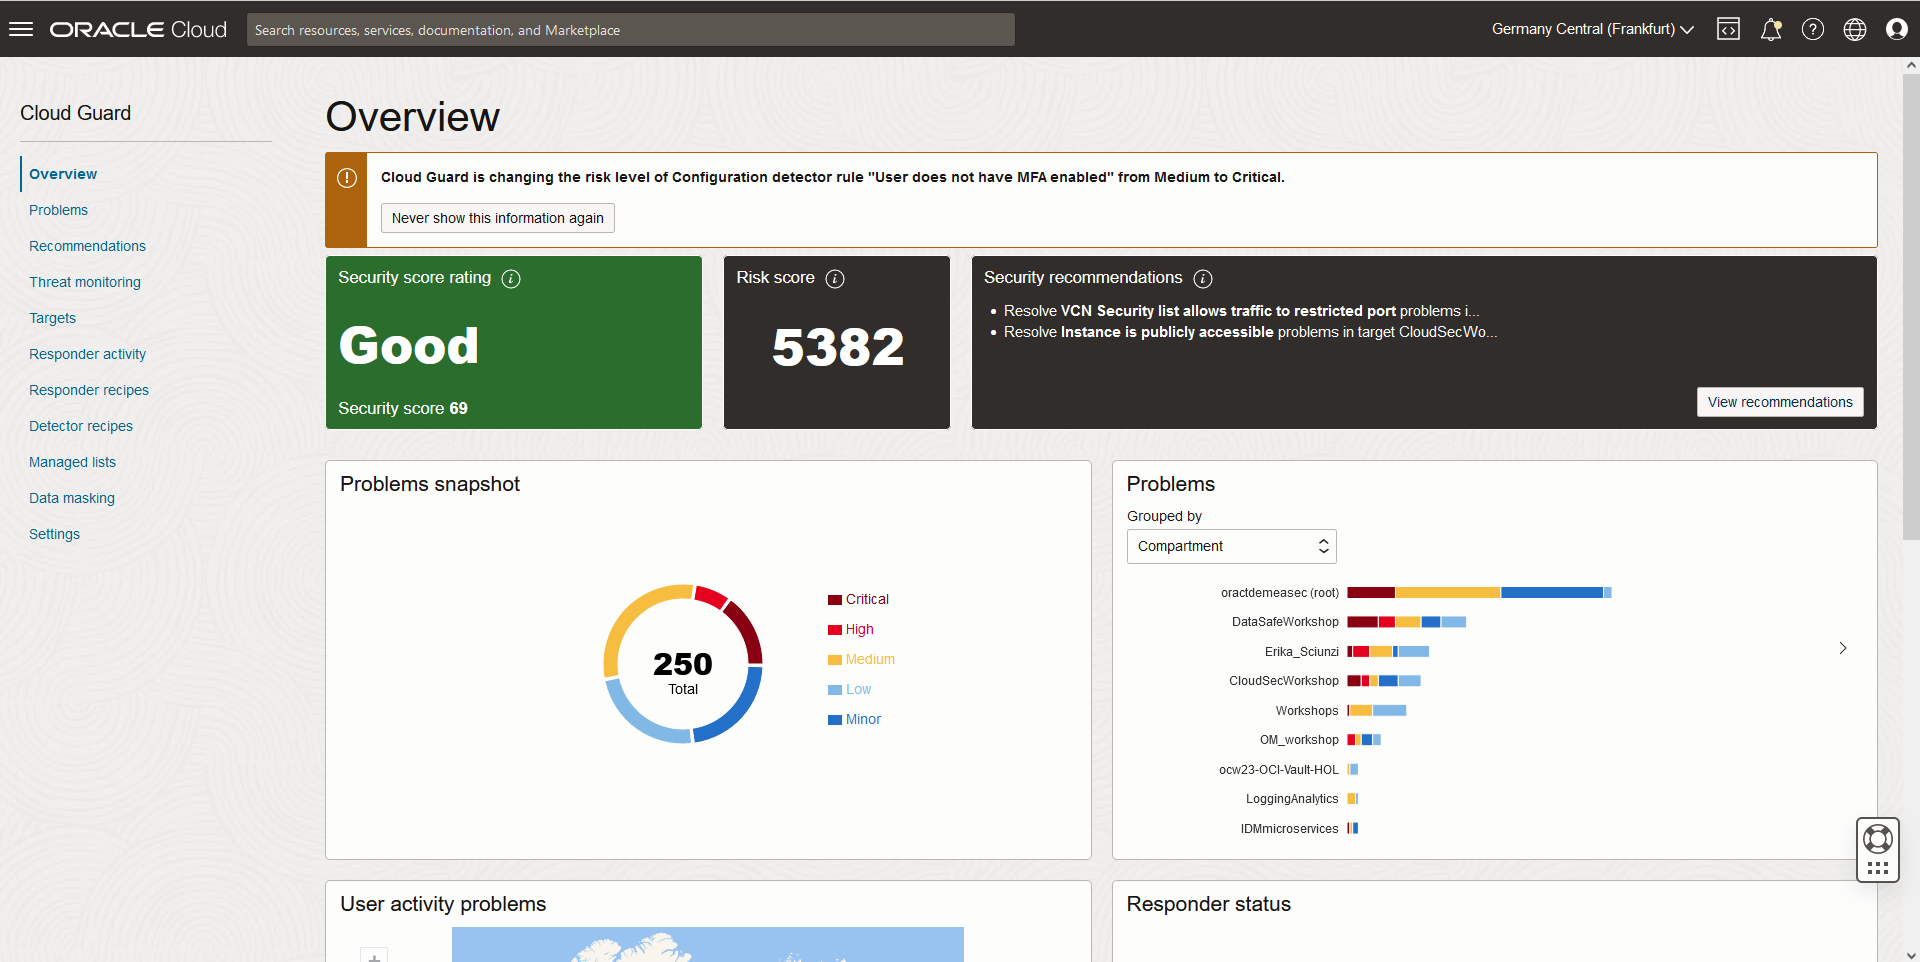 ORACLE Cloud
Search resources, services, documentation, and Marketplace
Germany Central (Frankfurt)
Cloud Guard
Overview
Problems
Recommendations
Threat monitoring
Targets
Responder activity
Responder recipes
Detector recipes
Managed lists
Data masking
Settings
Overview
Cloud Guard is changing the risk level of Configuration detector rule "User does not have MFA enabled" from Medium to Critical.
Never show this information again
Security score rating
Good
Security score 69
Risk score
5382
Security recommendations
• Resolve VCN Security list allows traffic to restricted port problems i...
• Resolve Instance is publicly accessible problems in target CloudSecWo...
View recommendations
Problems snapshot
250
Total
Critical
High
Medium
Low
Minor
Problems
Grouped by
Compartment
oractdemeasec (root)
DataSafeWorkshop
Erika_Sciunzi
CloudSecWorkshop
Workshops
OM_workshop
ocw23-OCI-Vault-HOL
LoggingAnalytics
IDMmicroservices
User activity problems
+
Responder status